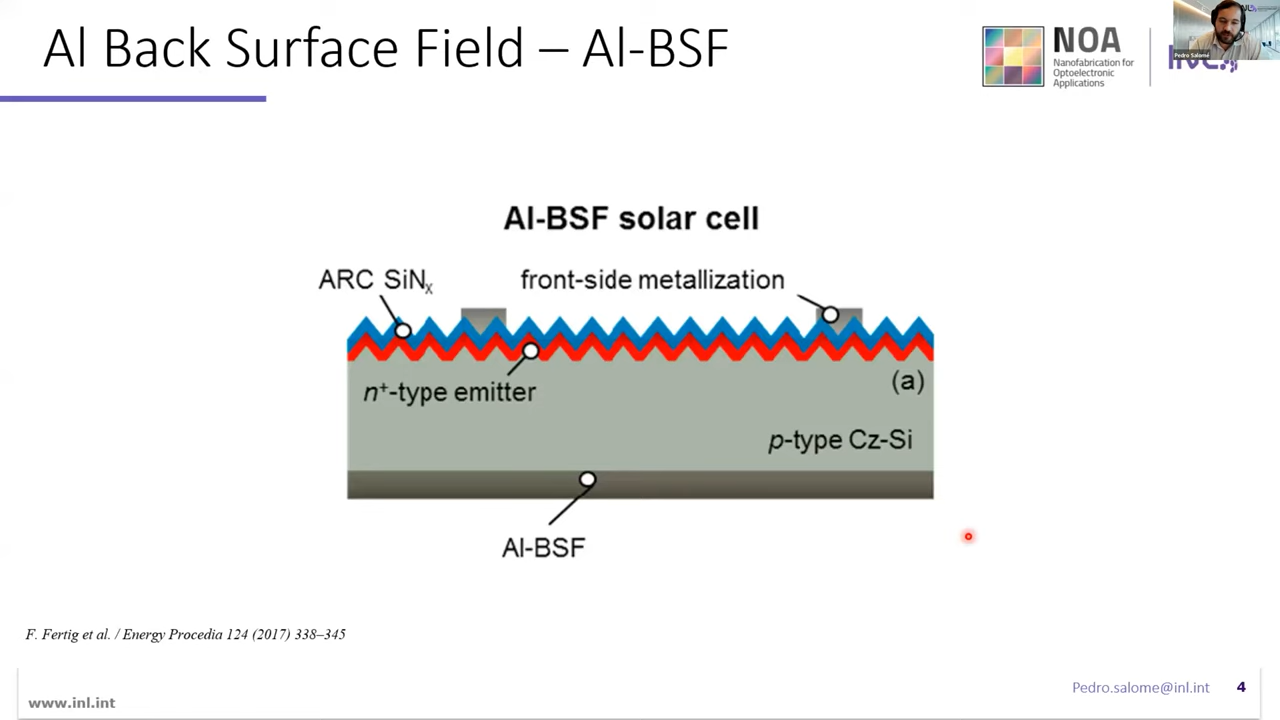 Al Back Surface Field – Al-BSF
NOA
Nanofabrication for
Optoelectronic
Applications
Pedro Salomé
Al-BSF solar cell
ARC SiNₓ
front-side metallization
n⁺-type emitter
(a)
p-type Cz-Si
Al-BSF
F. Fertig et al. / Energy Procedia 124 (2017) 338–345
www.inl.int
Pedro.salome@inl.int
4